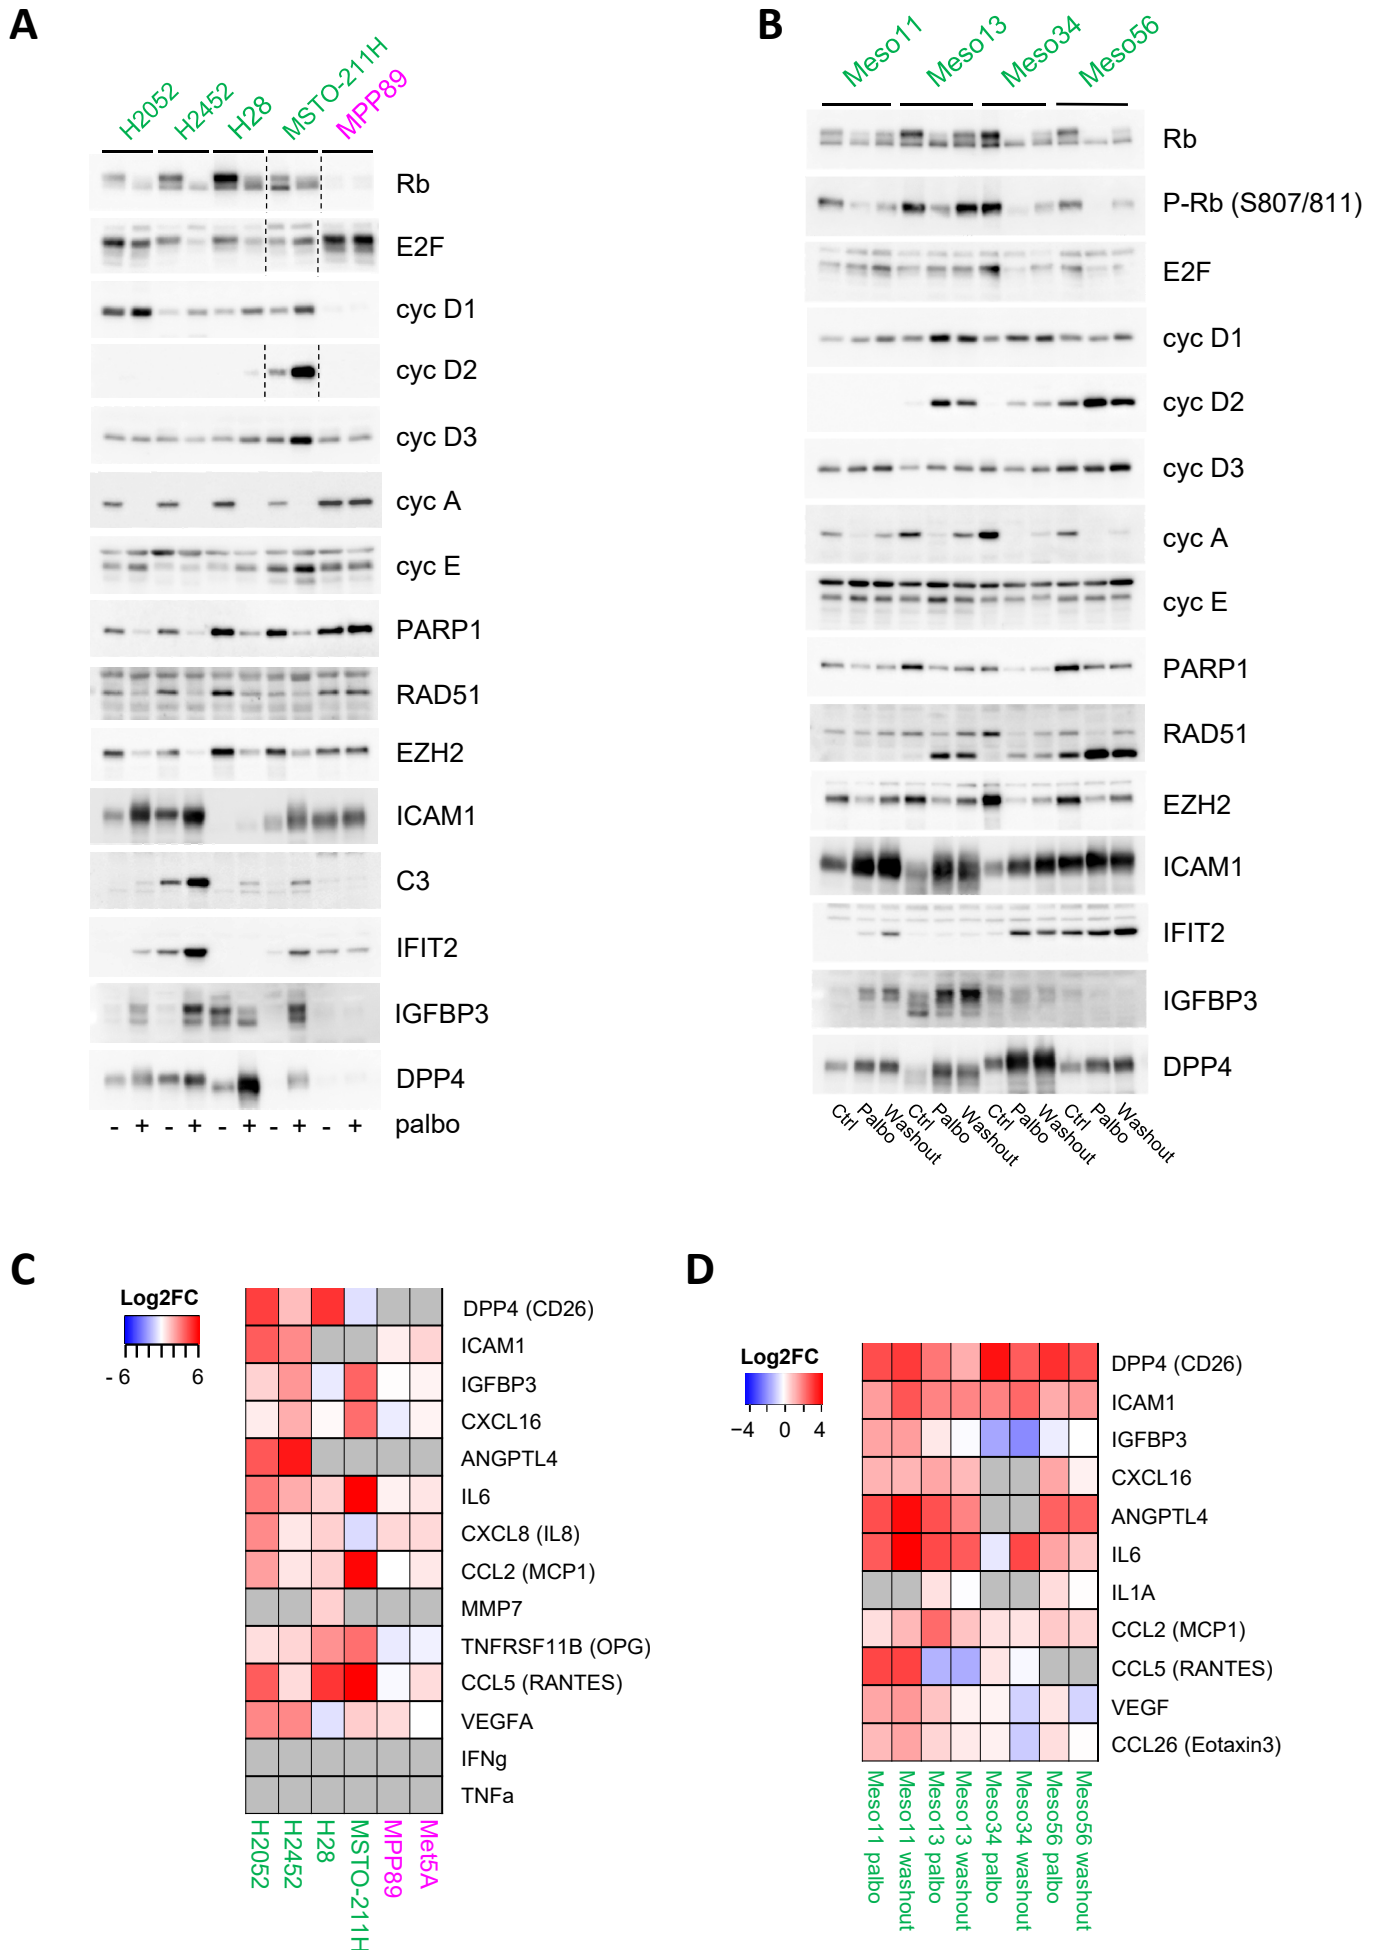 A
H2052
H2452
H28
MSTO-211H
MPP89
Rb
E2F
cyc D1
cyc D2
cyc D3
cyc A
cyc E
PARP1
RAD51
EZH2
ICAM1
C3
IFIT2
IGFBP3
DPP4
- + - + - + - + - + palbo
B
Meso11
Meso13
Meso34
Meso56
Rb
P-Rb (S807/811)
E2F
cyc D1
cyc D2
cyc D3
cyc A
cyc E
PARP1
RAD51
EZH2
ICAM1
IFIT2
IGFBP3
DPP4
Ctrl
Palbo
Washout
Ctrl
Palbo
Washout
Ctrl
Palbo
Washout
Ctrl
Palbo
Washout
C
Log2FC
- 6 6
DPP4 (CD26)
ICAM1
IGFBP3
CXCL16
ANGPTL4
IL6
CXCL8 (IL8)
CCL2 (MCP1)
MMP7
TNFRSF11B (OPG)
CCL5 (RANTES)
VEGFA
IFNg
TNFa
H2052
H2452
H28
MSTO-211H
MPP89
Met5A
D
Log2FC
−4 0 4
DPP4 (CD26)
ICAM1
IGFBP3
CXCL16
ANGPTL4
IL6
IL1A
CCL2 (MCP1)
CCL5 (RANTES)
VEGF
CCL26 (Eotaxin3)
Meso11 palbo
Meso11 washout
Meso13 palbo
Meso13 washout
Meso34 palbo
Meso34 washout
Meso56 palbo
Meso56 washout